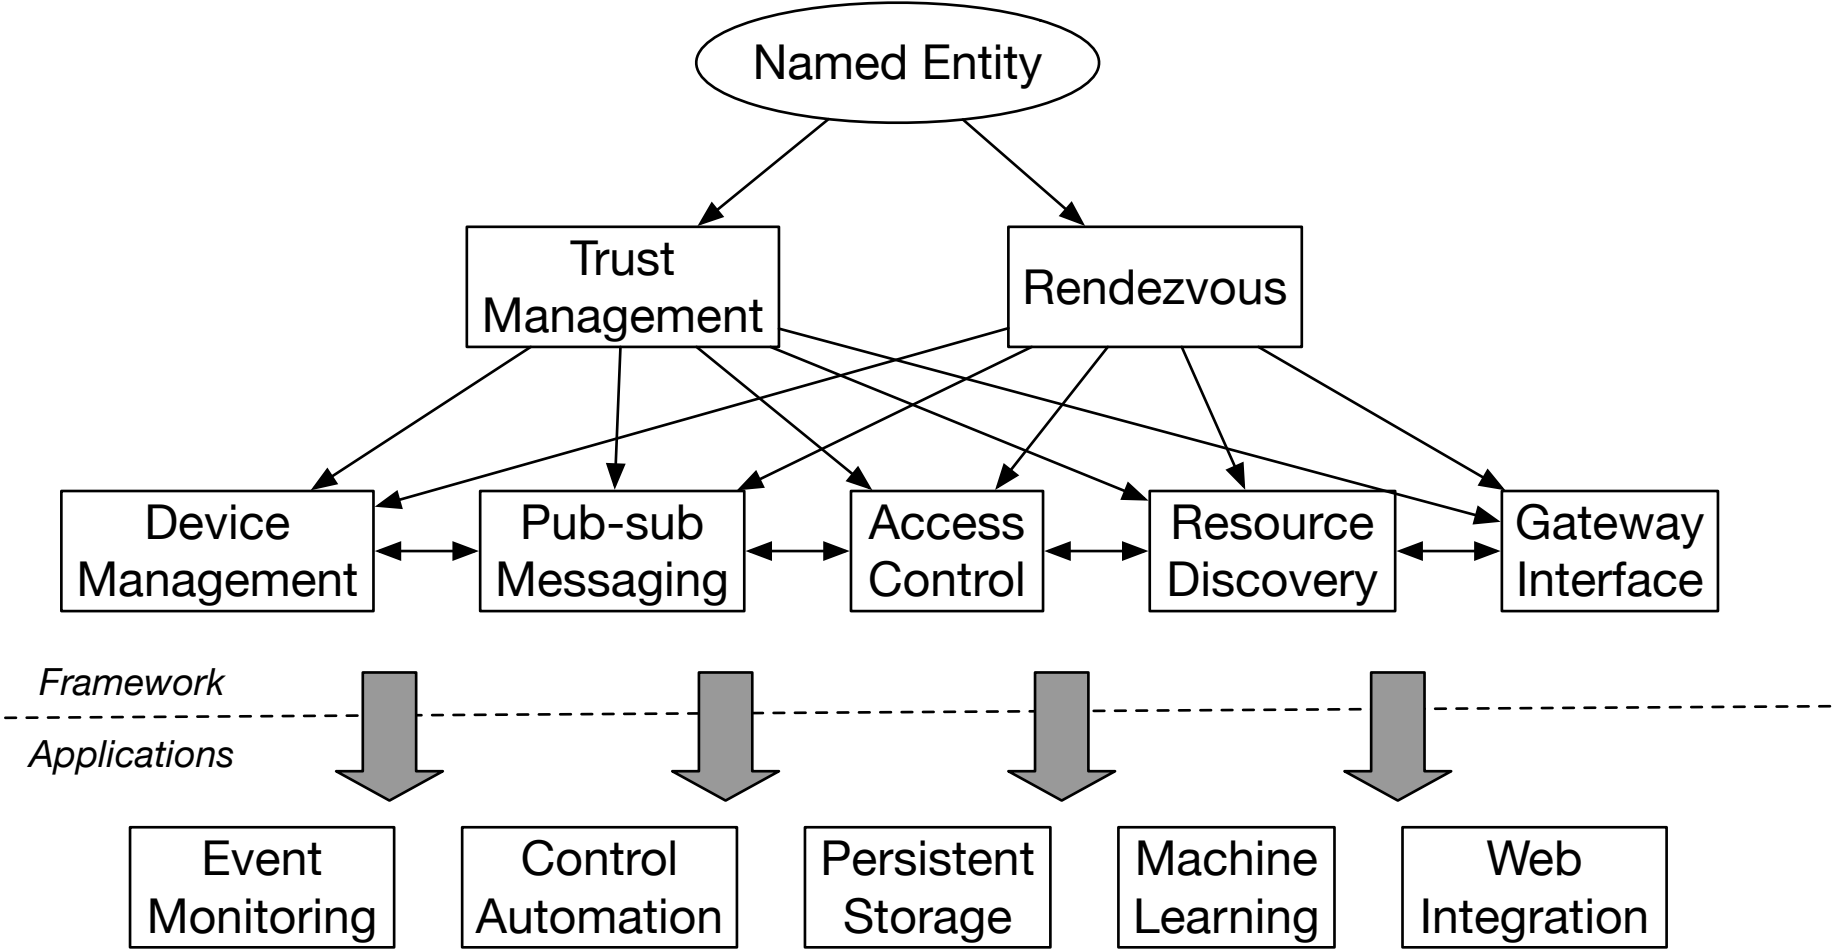 Named Entity
Trust
Management
Rendezvous
Device
Management
Pub-sub
Messaging
Access
Control
Resource
Discovery
Gateway
Interface
Framework
Applications
Event
Monitoring
Control
Automation
Persistent
Storage
Machine
Learning
Web
Integration